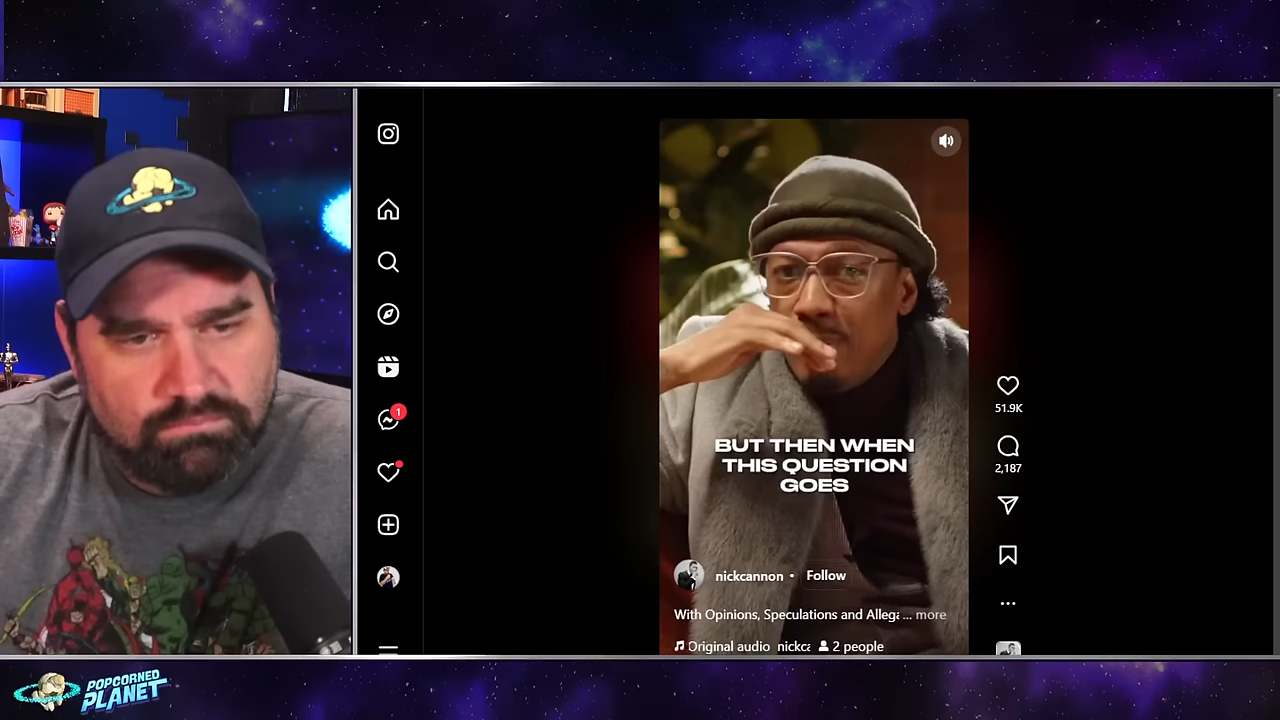 1
BUT THEN WHEN
THIS QUESTION
GOES
51.9K
2,187
nickcannon • Follow
With Opinions, Speculations and Allega ... more
Original audio nickca 2 people
POPCORNED
PLANET